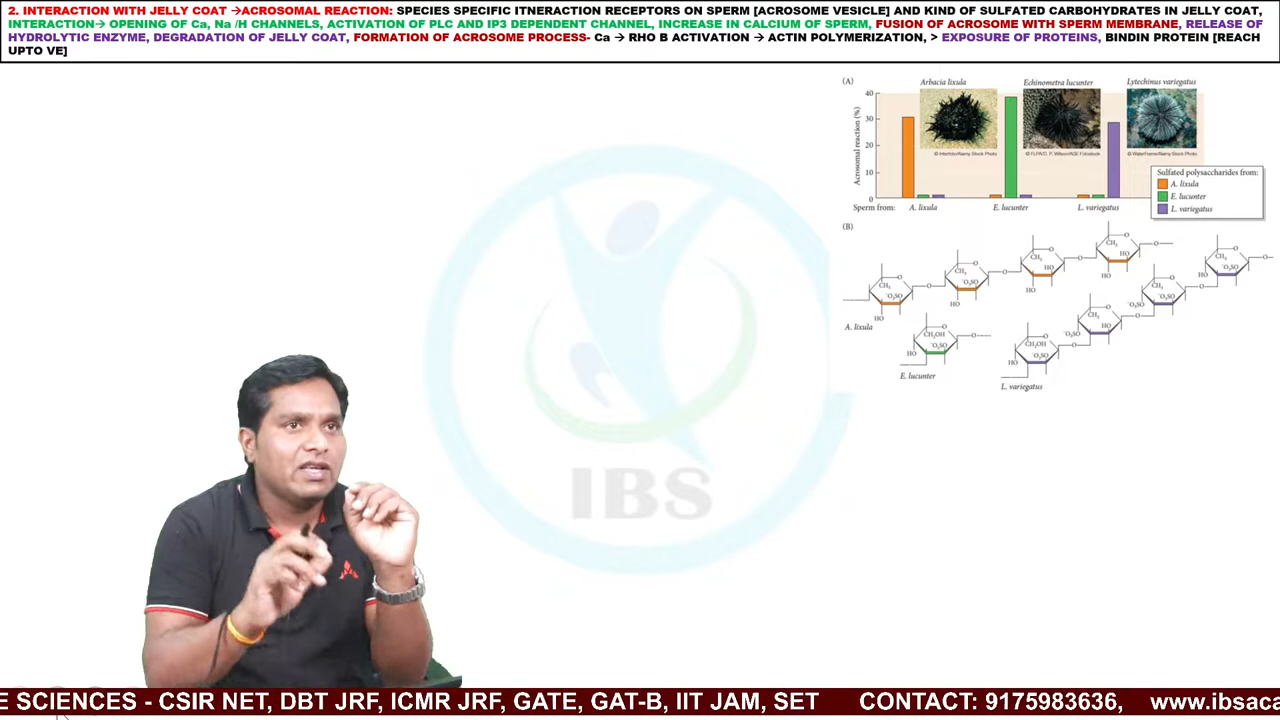 2. INTERACTION WITH JELLY COAT →ACROSOMAL REACTION: SPECIES SPECIFIC ITNERACTION RECEPTORS ON SPERM [ACROSOME VESICLE] AND KIND OF SULFATED CARBOHYDRATES IN JELLY COAT,
INTERACTION→ OPENING OF Ca, Na /H CHANNELS, ACTIVATION OF PLC AND IP3 DEPENDENT CHANNEL, INCREASE IN CALCIUM OF SPERM, FUSION OF ACROSOME WITH SPERM MEMBRANE, RELEASE OF
HYDROLYTIC ENZYME, DEGRADATION OF JELLY COAT, FORMATION OF ACROSOME PROCESS- Ca → RHO B ACTIVATION → ACTIN POLYMERIZATION, > EXPOSURE OF PROTEINS, BINDIN PROTEIN [REACH
UPTO VE]
(A)
Arbacia lixula Echinometra lucunter Lytechinus variegatus
Acrosomal reaction (%)
40
30
20
10
0
Sulfated polysaccharides from:
A. lixula
E. lucunter
L. variegatus
Sperm from: A. lixula E. lucunter L. variegatus
(B)
A. lixula
E. lucunter
L. variegatus
IBS
E SCIENCES - CSIR NET, DBT JRF, ICMR JRF, GATE, GAT-B, IIT JAM, SET CONTACT: 9175983636, www.ibsaca